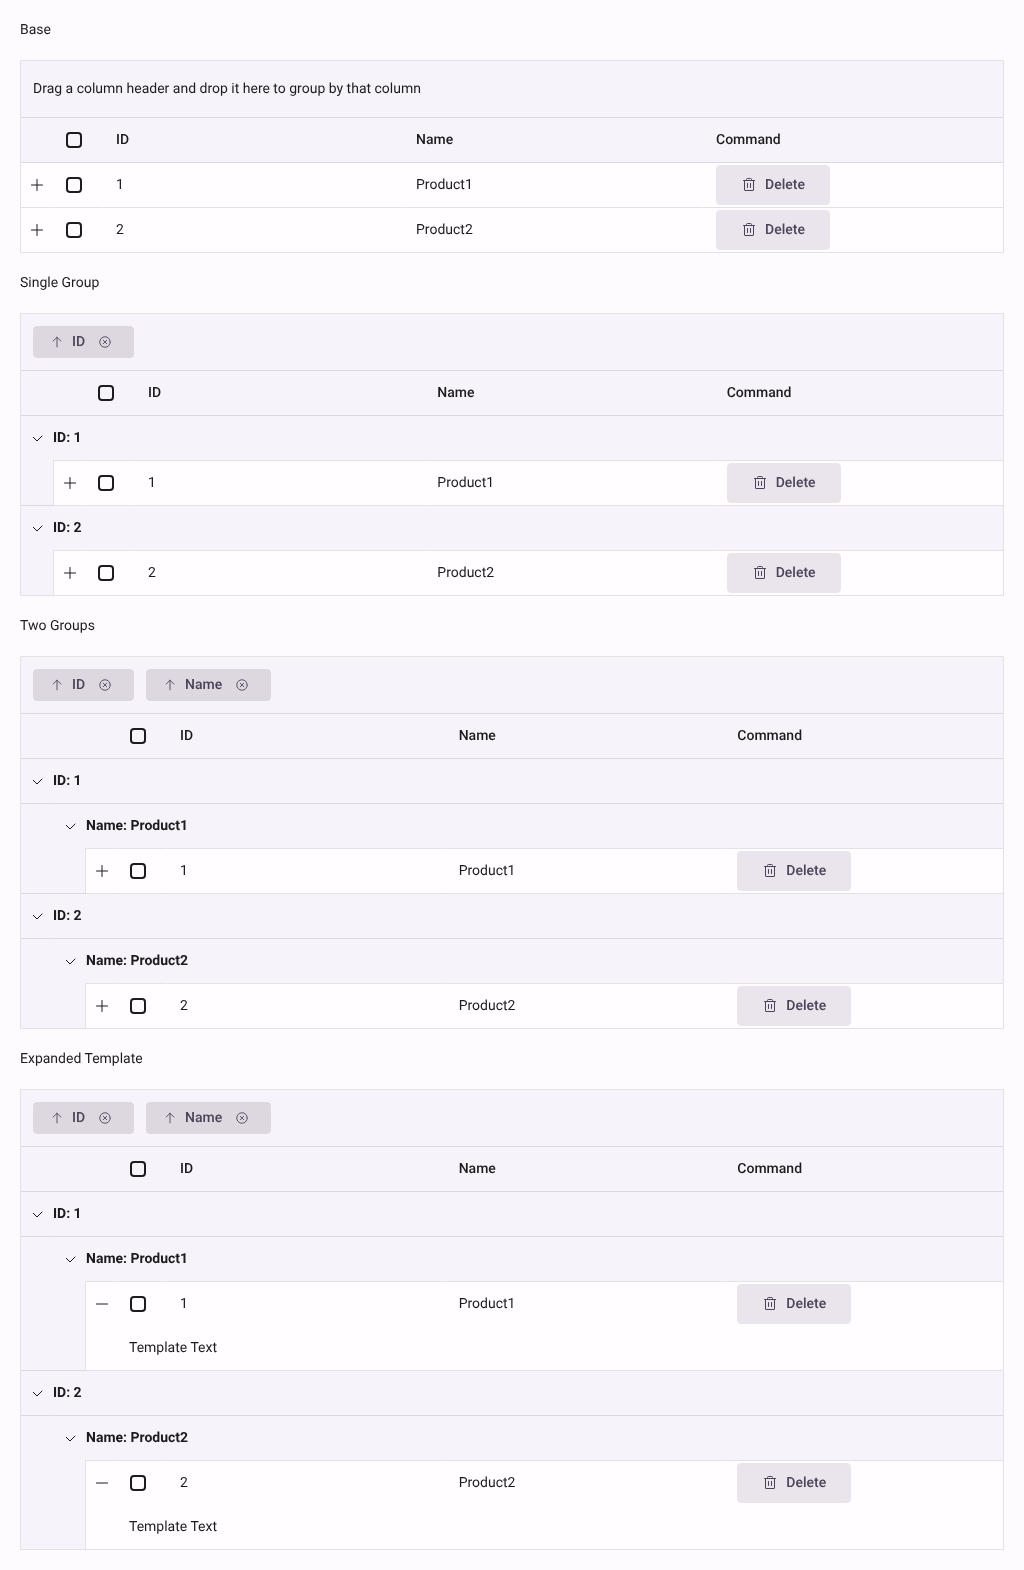 Base
Drag a column header and drop it here to group by that column
ID Name Command
1 Product1 Delete
2 Product2 Delete
Single Group
ID
ID Name Command
ID: 1
1 Product1 Delete
ID: 2
2 Product2 Delete
Two Groups
ID Name
ID Name Command
ID: 1
Name: Product1
1 Product1 Delete
ID: 2
Name: Product2
2 Product2 Delete
Expanded Template
ID Name
ID Name Command
ID: 1
Name: Product1
1 Product1 Delete
Template Text
ID: 2
Name: Product2
2 Product2 Delete
Template Text